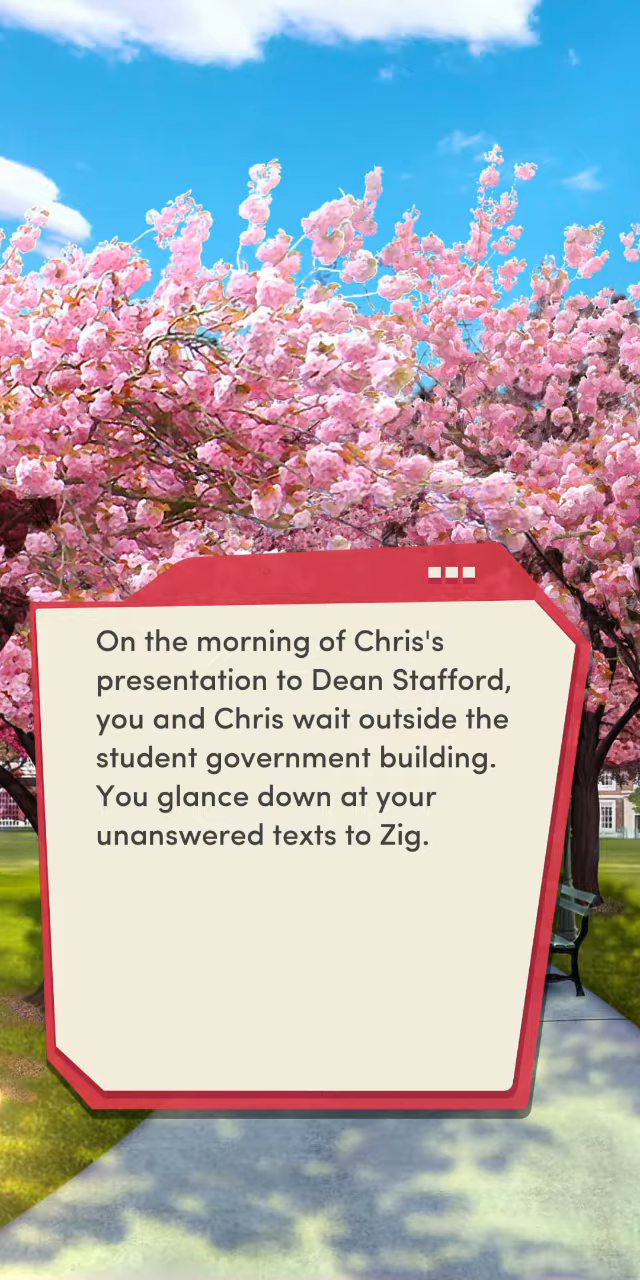 On the morning of Chris's
presentation to Dean Stafford,
you and Chris wait outside the
student government building.
You glance down at your
unanswered texts to Zig.